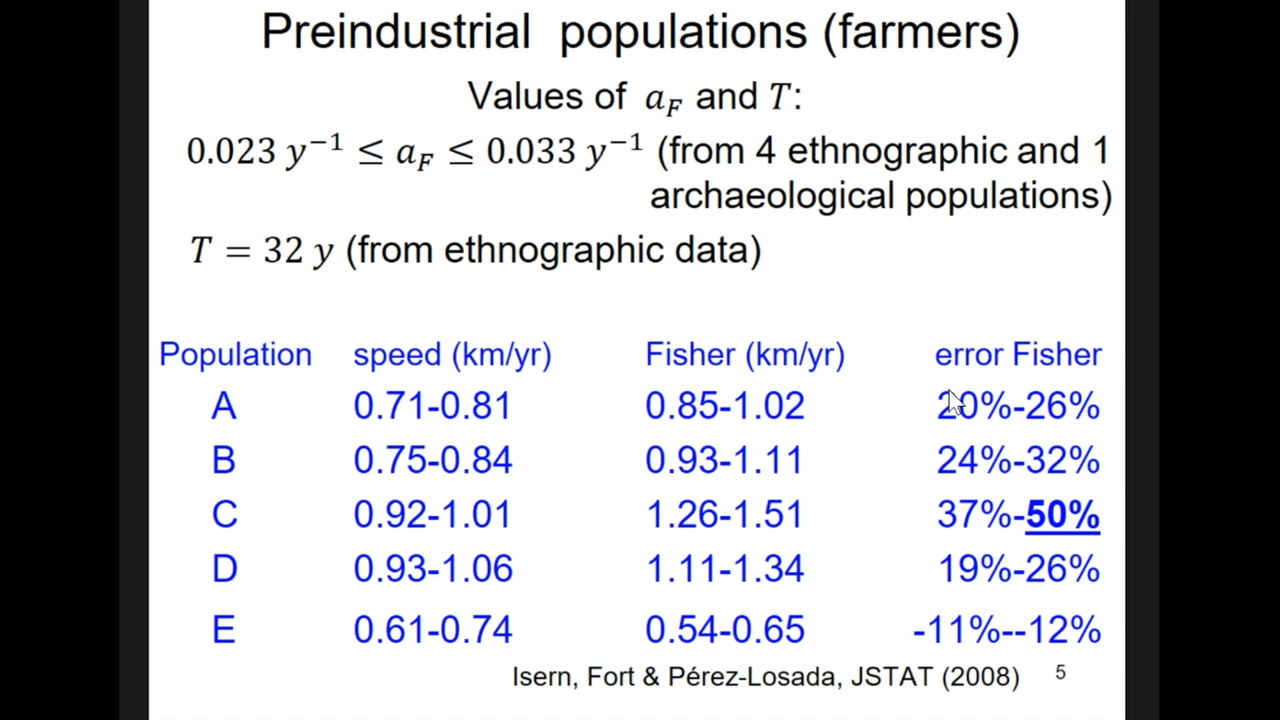 Preindustrial populations (farmers)
Values of a_F and T:
0.023 y⁻¹ ≤ a_F ≤ 0.033 y⁻¹ (from 4 ethnographic and 1
archaeological populations)
T = 32 y (from ethnographic data)
Population speed (km/yr) Fisher (km/yr) error Fisher
A 0.71-0.81 0.85-1.02 20%-26%
B 0.75-0.84 0.93-1.11 24%-32%
C 0.92-1.01 1.26-1.51 37%-50%
D 0.93-1.06 1.11-1.34 19%-26%
E 0.61-0.74 0.54-0.65 -11%--12%
Isern, Fort & Pérez-Losada, JSTAT (2008) 5